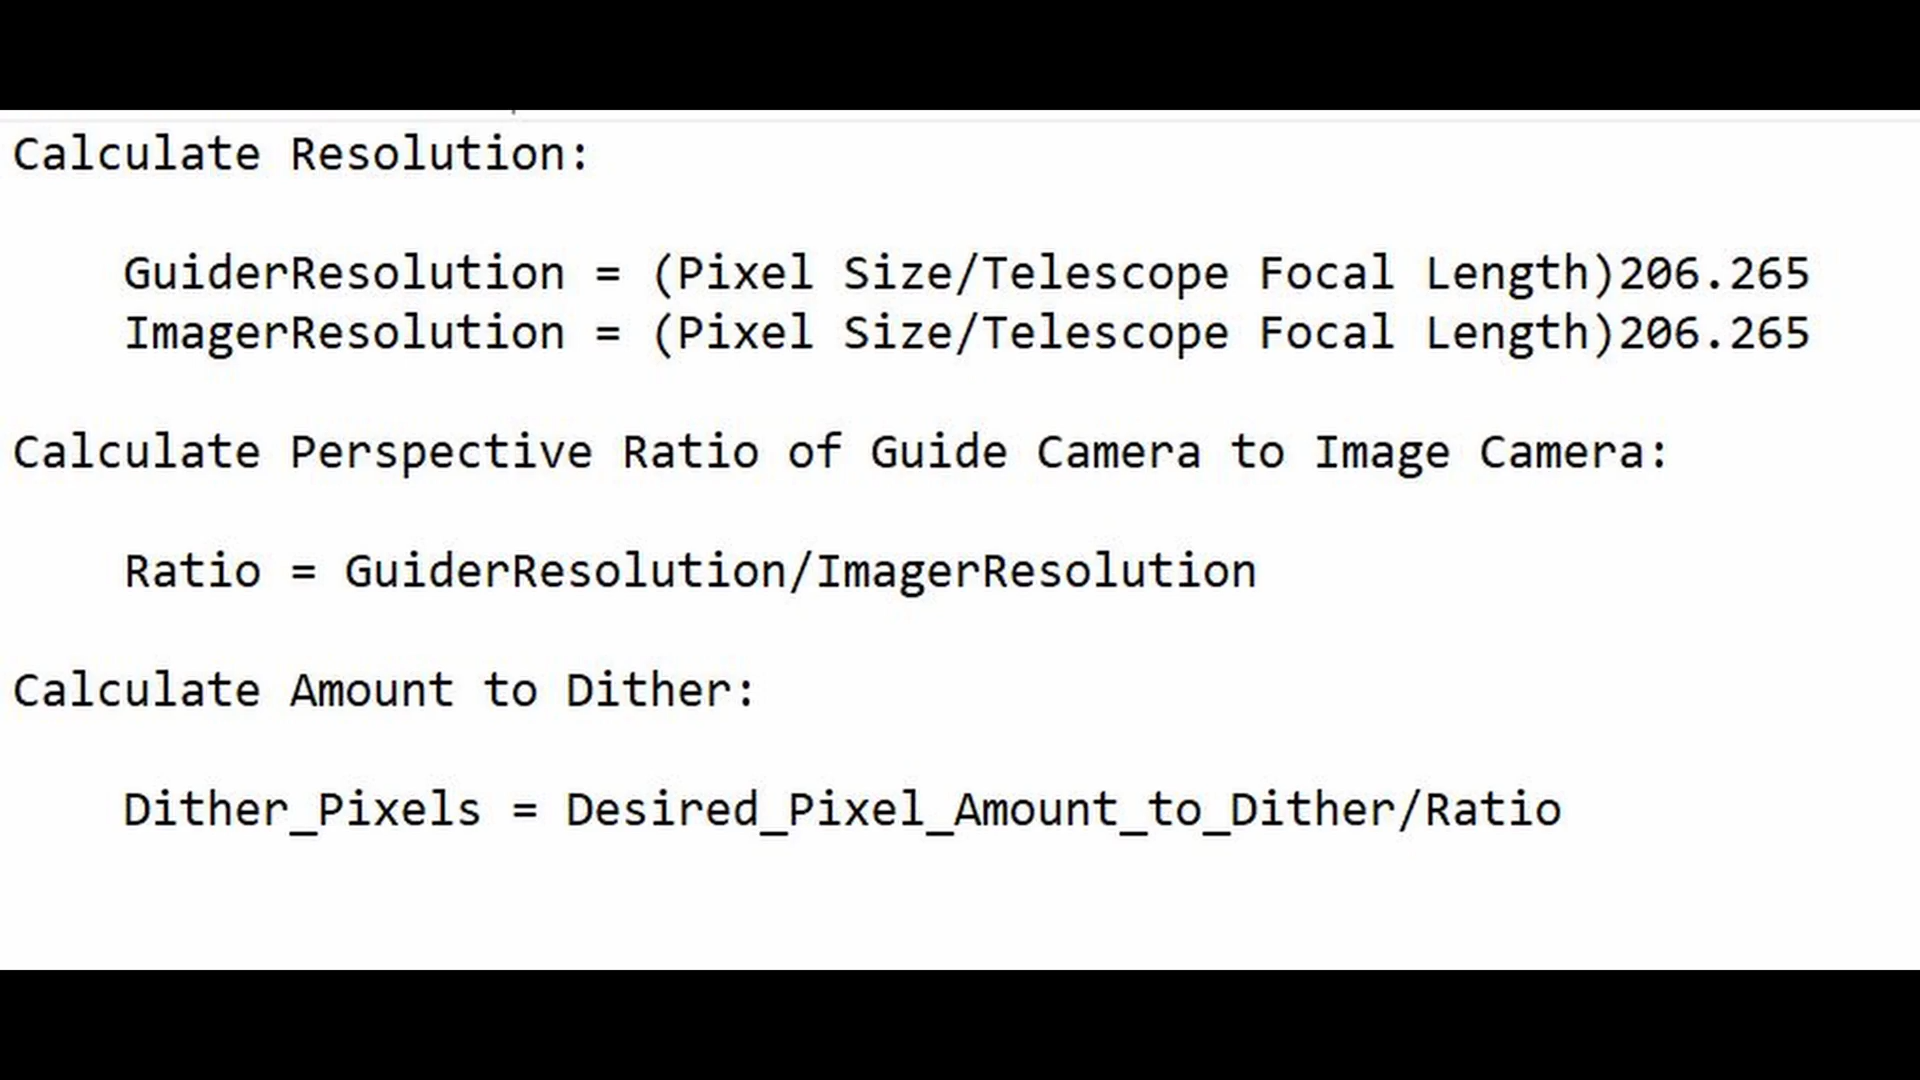 Calculate Resolution:
GuiderResolution = (Pixel Size/Telescope Focal Length)206.265
ImagerResolution = (Pixel Size/Telescope Focal Length)206.265
Calculate Perspective Ratio of Guide Camera to Image Camera:
Ratio = GuiderResolution/ImagerResolution
Calculate Amount to Dither:
Dither_Pixels = Desired_Pixel_Amount_to_Dither/Ratio